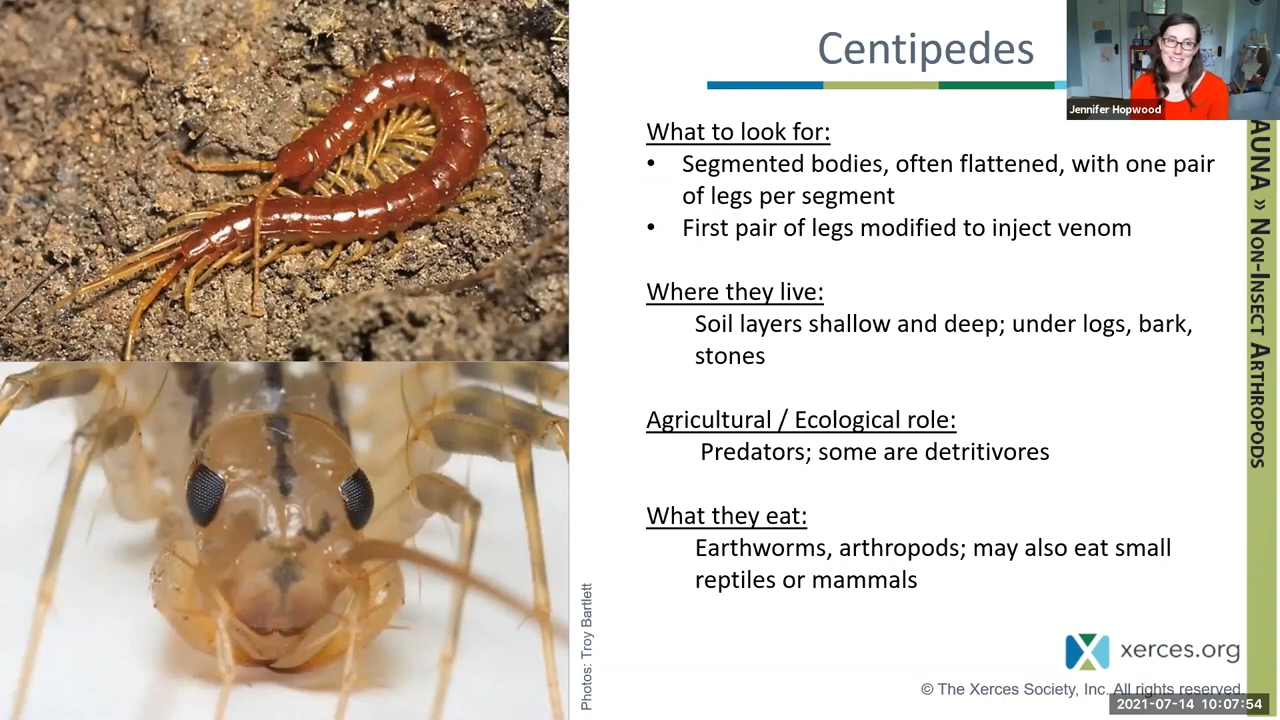 Centipedes
Jennifer Hopwood
What to look for:
• Segmented bodies, often flattened, with one pair
of legs per segment
• First pair of legs modified to inject venom
Where they live:
Soil layers shallow and deep; under logs, bark,
stones
Agricultural / Ecological role:
Predators; some are detritivores
What they eat:
Earthworms, arthropods; may also eat small
reptiles or mammals
Photos: Troy Bartlett
xerces.org
© The Xerces Society, Inc. All rights reserved.
2021-07-14 10:07:54
AUNA » NON-INSECT ARTHROPODS